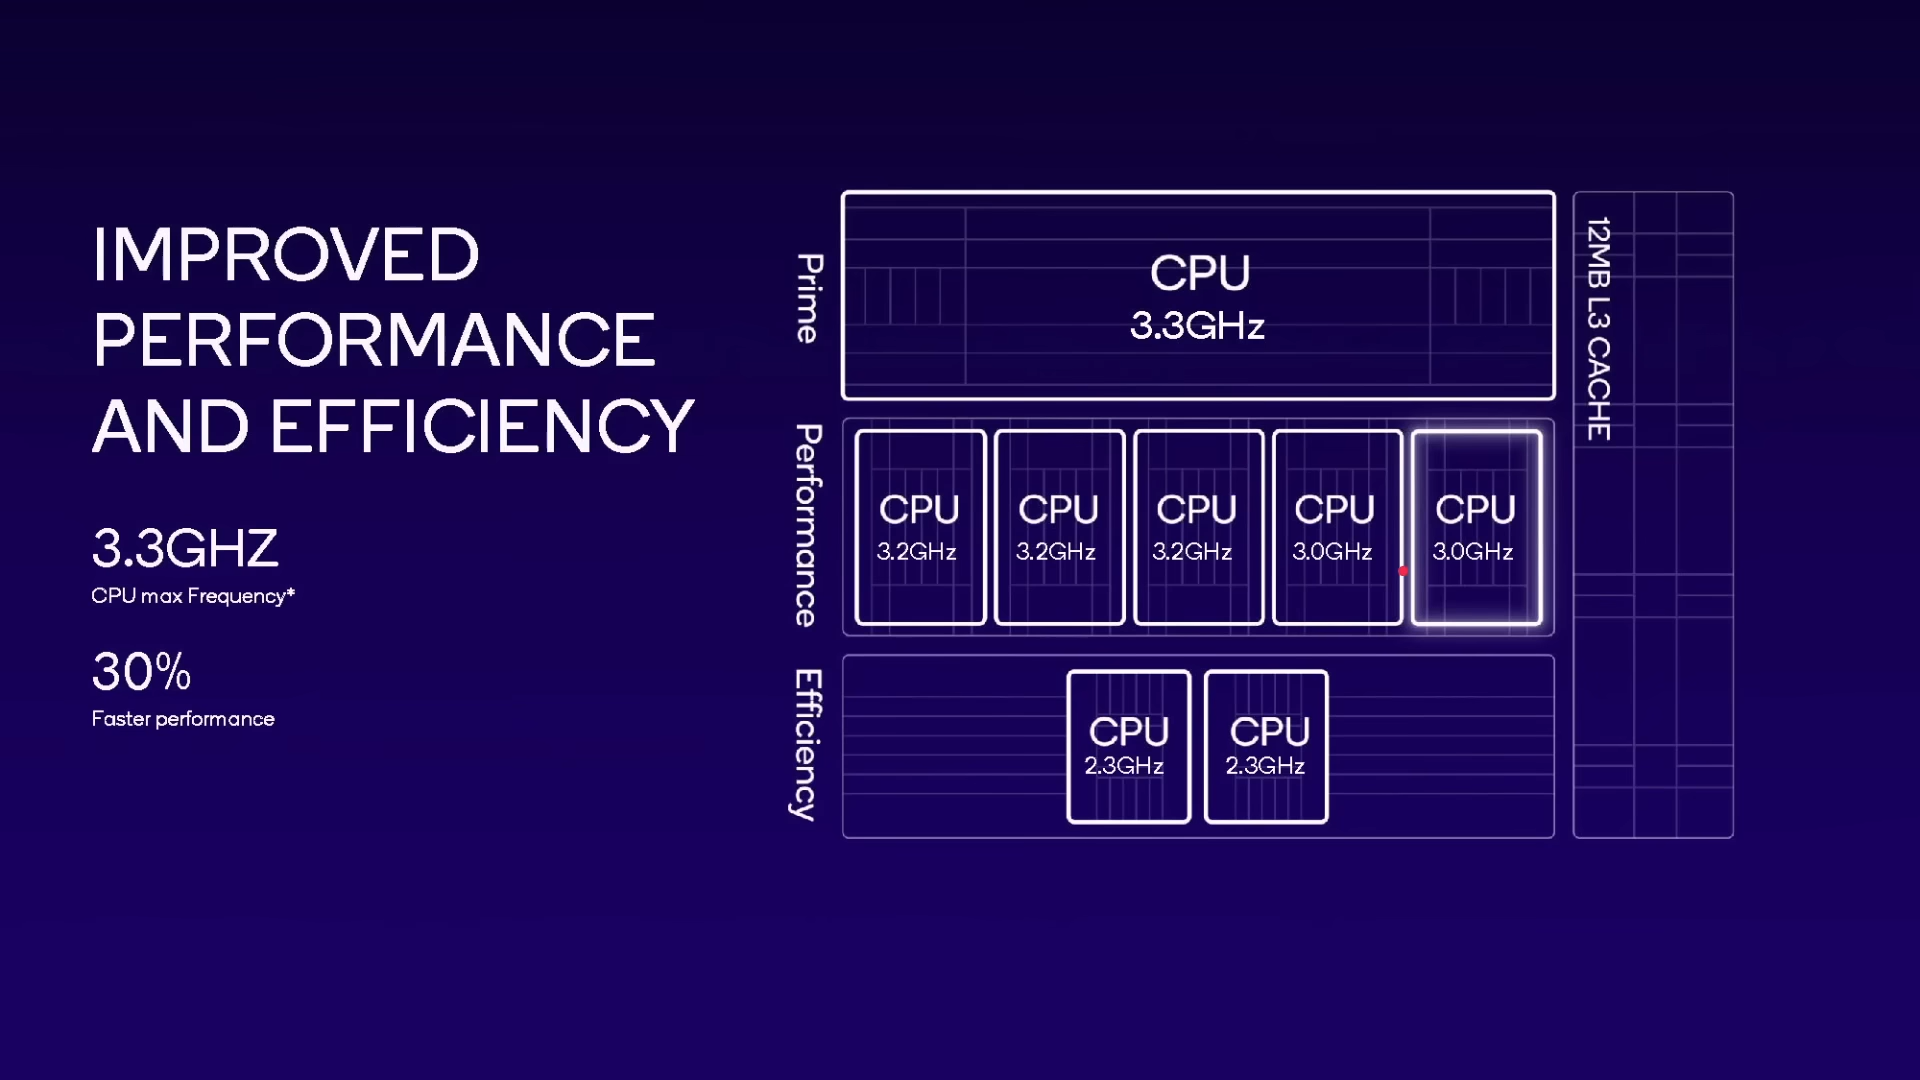 IMPROVED
PERFORMANCE
AND EFFICIENCY
3.3GHZ
CPU max Frequency*
30%
Faster performance
Prime
CPU
3.3GHz
Performance
CPU
3.2GHz
CPU
3.2GHz
CPU
3.2GHz
CPU
3.0GHz
CPU
3.0GHz
Efficiency
CPU
2.3GHz
CPU
2.3GHz
12MB L3 CACHE